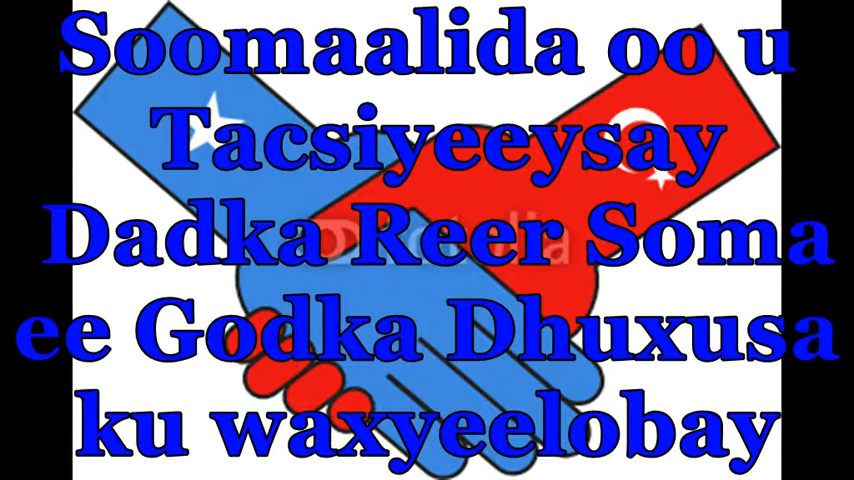 Soomaalida oo u
Tacsiyeeysay
Dadka Reer Soma
ee Godka Dhuxusa
ku waxyeelobay